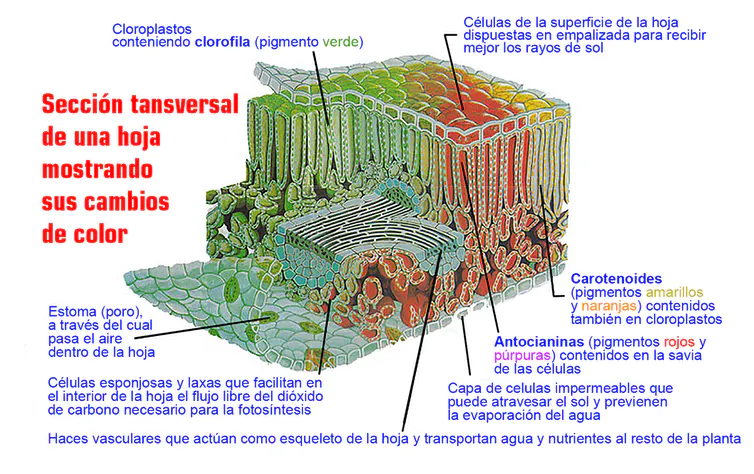 Cloroplastos
conteniendo clorofila (pigmento verde)
Células de la superficie de la hoja
dispuestas en empalizada para recibir
mejor los rayos de sol
Sección tansversal
de una hoja
mostrando
sus cambios
de color
Carotenoides
(pigmentos amarillos
y naranjas) contenidos
también en cloroplastos
Estoma (poro),
a través del cual
pasa el aire
dentro de la hoja
Antocianinas (pigmentos rojos y
púrpuras) contenidos en la savia
de las células
Células esponjosas y laxas que facilitan en
el interior de la hoja el flujo libre del dióxido
de carbono necesario para la fotosíntesis
Capa de celulas impermeables que
puede atravesar el sol y previenen
la evaporación del agua
Haces vasculares que actúan como esqueleto de la hoja y transportan agua y nutrientes al resto de la planta